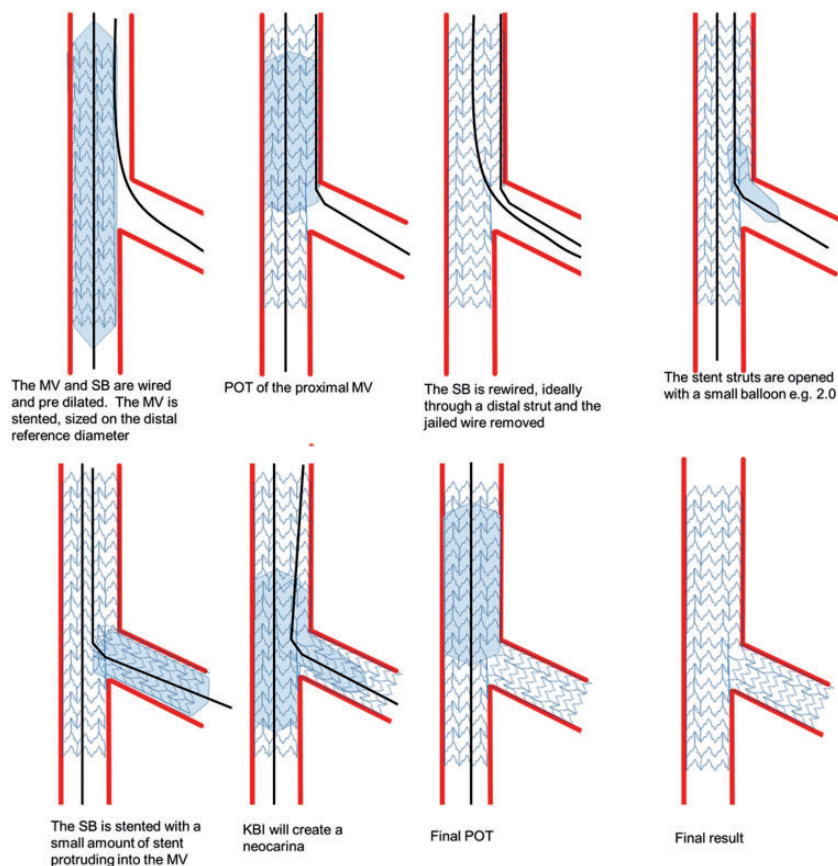 The MV and SB are wired
and pre dilated.  The MV is
stented, sized on the distal
reference diameter
POT of the proximal MV
The SB is rewired, ideally
through a distal strut and the
jailed wire removed
The stent struts are opened
with a small balloon e.g. 2.0
The SB is stented with a
small amount of stent
protruding into the MV
KBI will create a
neocarina
Final POT
Final result